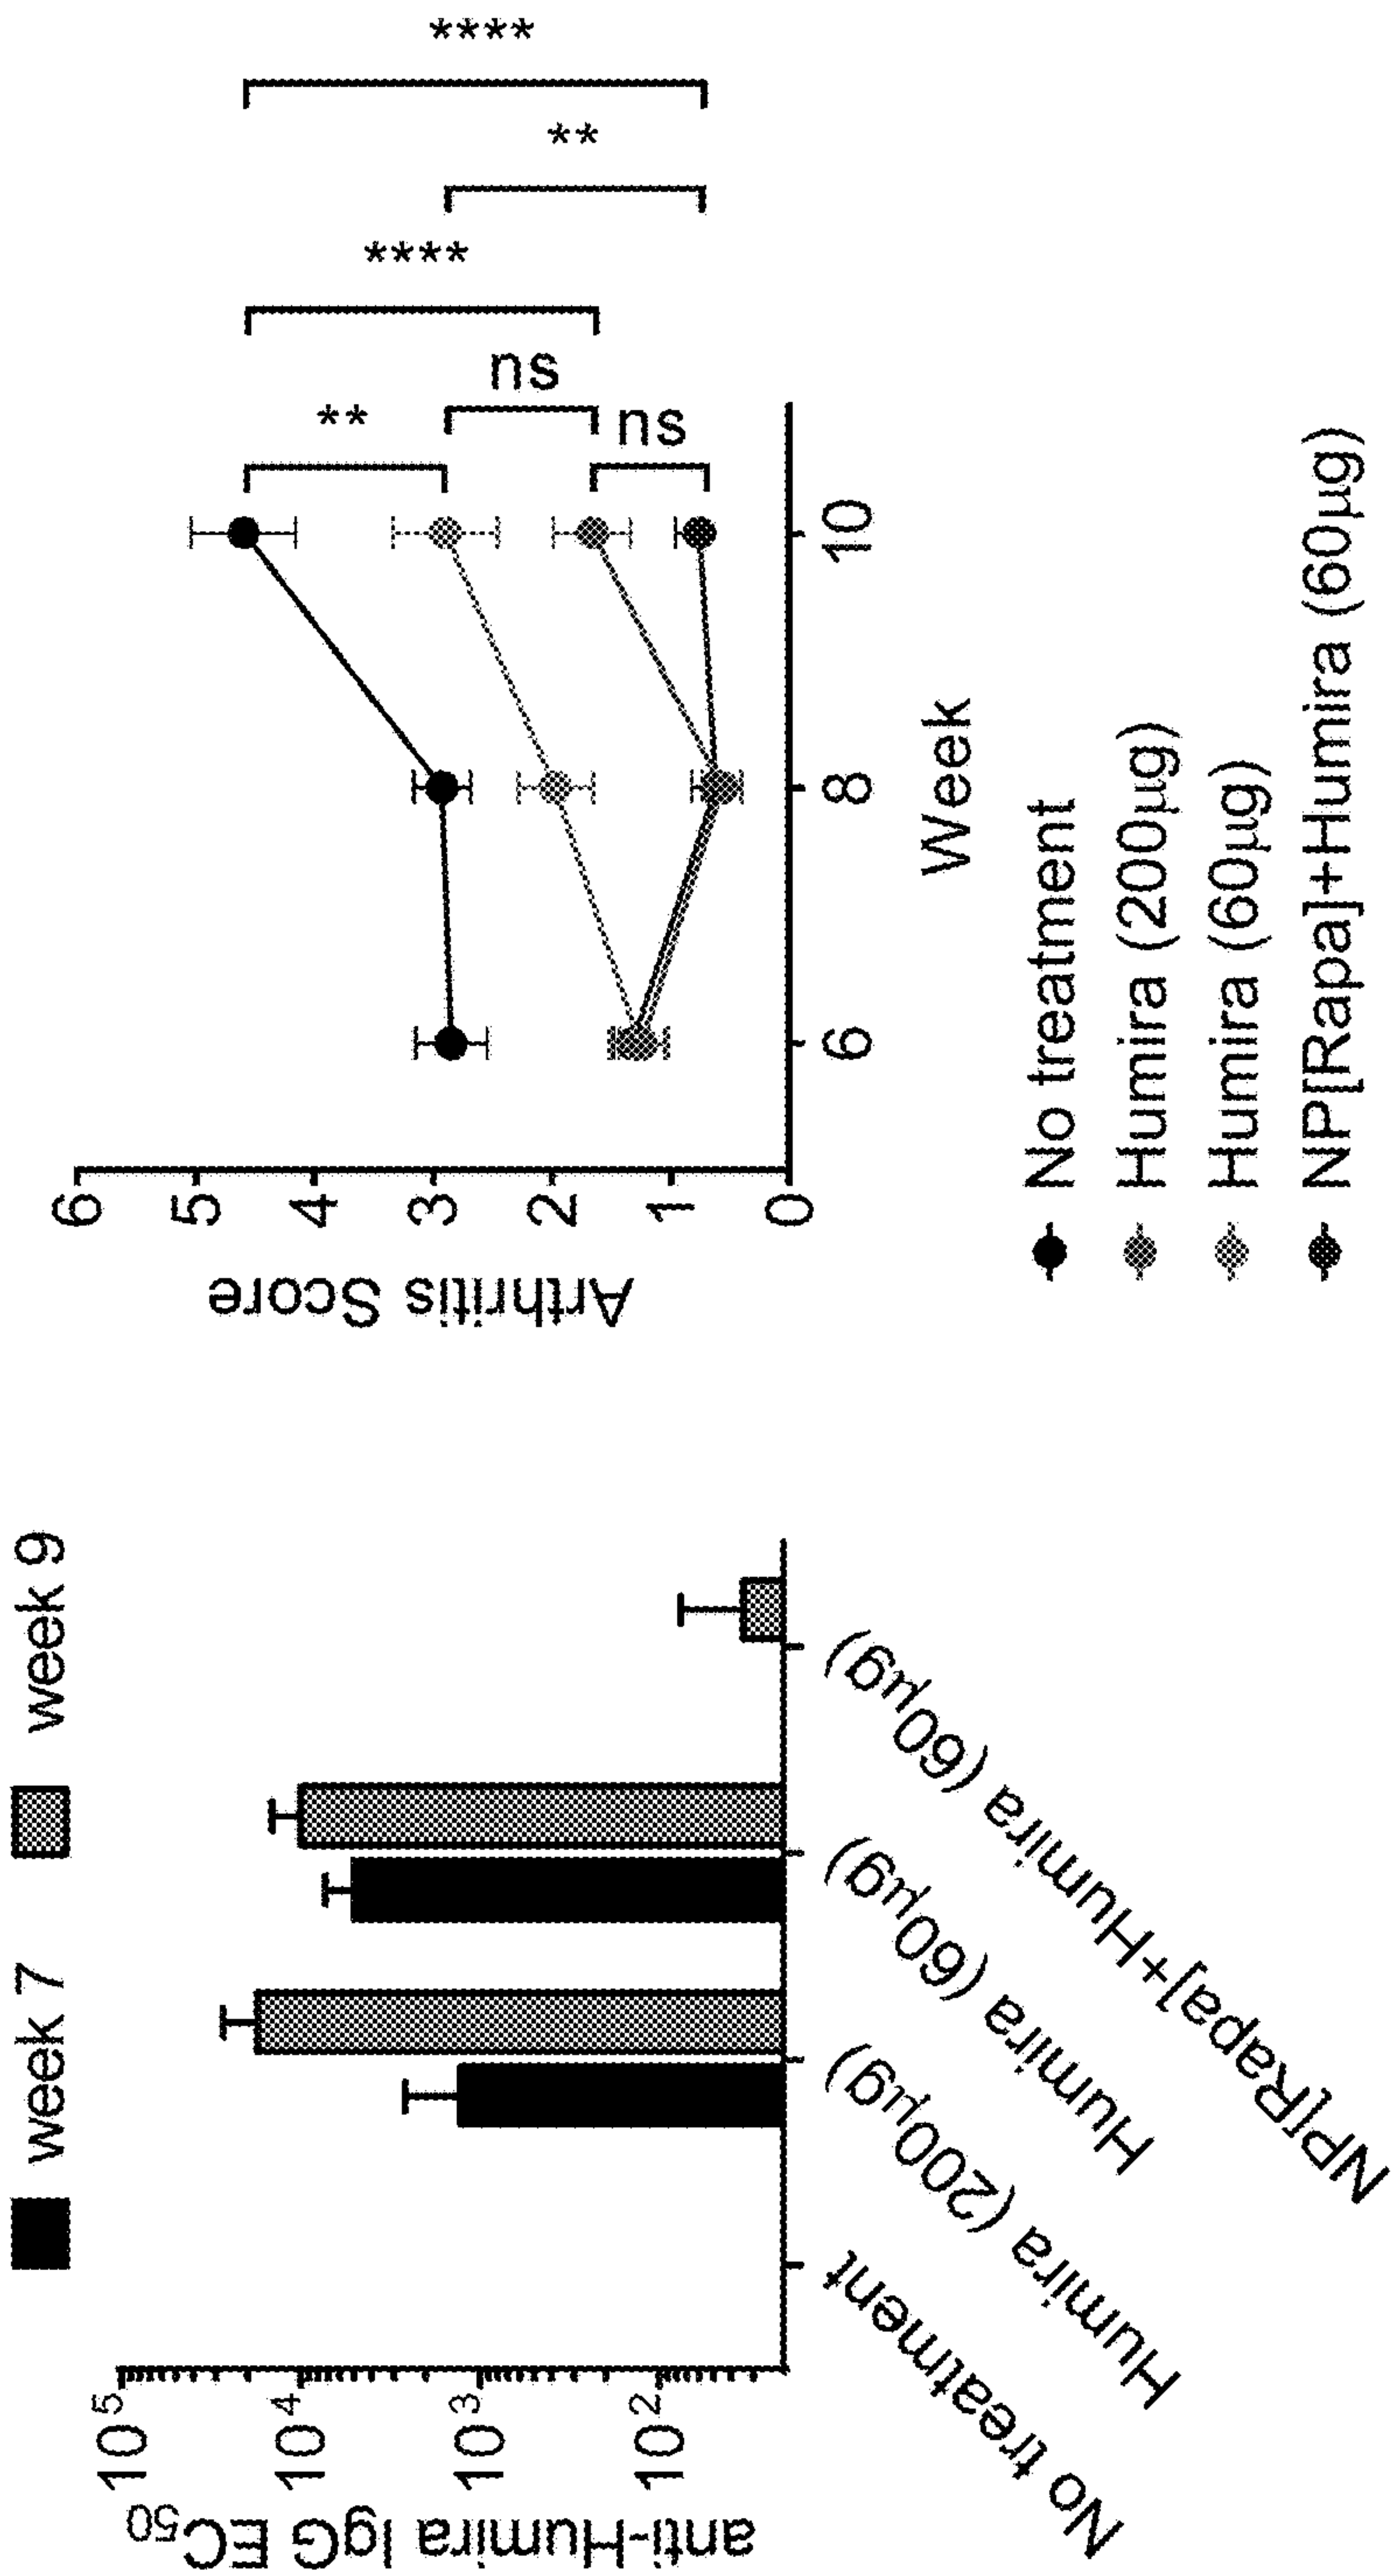 week 7
week 9
anti-Humira IgG EC50
10^5
10^4
10^3
10^2
No treatment
Humira (200µg)
Humira (60µg)
NP[Rapa]+Humira (60µg)
Arthritis Score
6
5
4
3
2
1
0
6
8
10
Week
**
ns
ns
****
**
****
No treatment
Humira (200µg)
Humira (60µg)
NP[Rapa]+Humira (60µg)